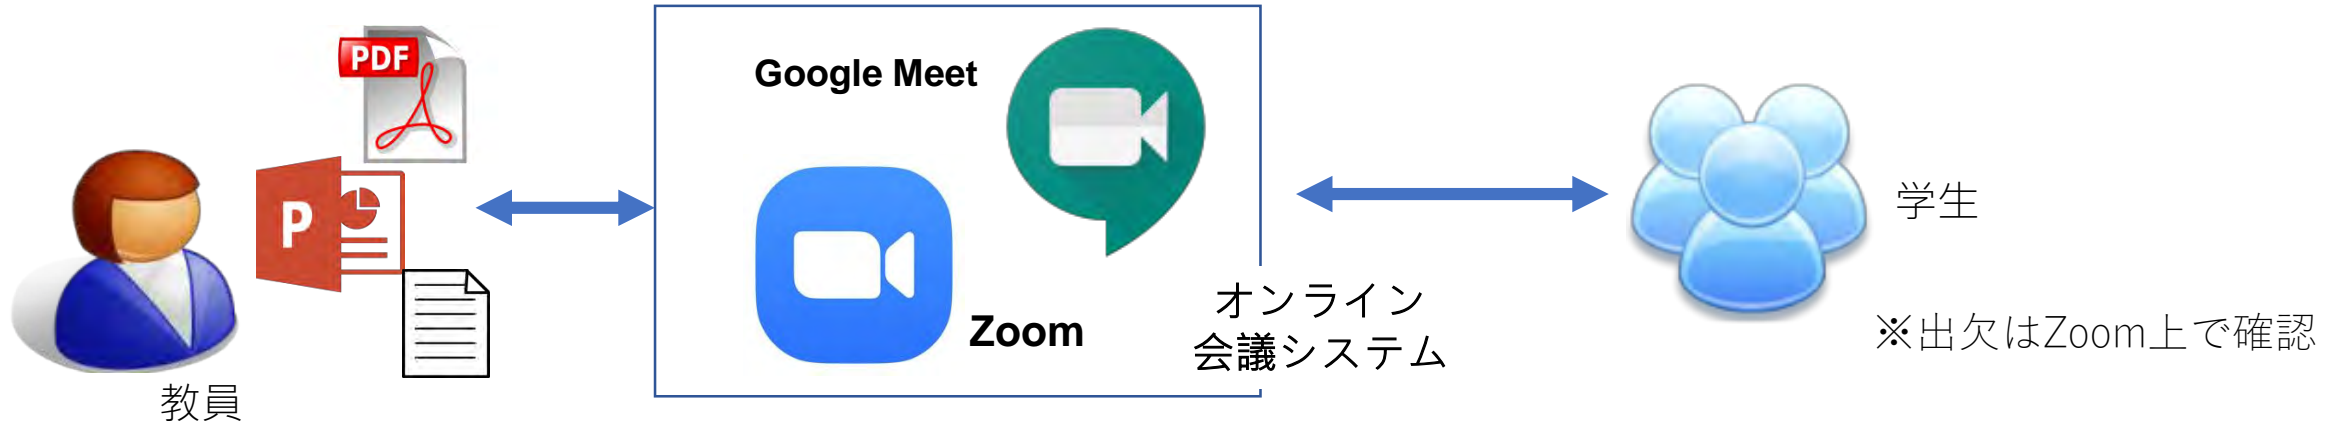 PDF
P
教員
Google Meet
Zoom
オンライン
会議システム
学生
※出欠はZoom上で確認